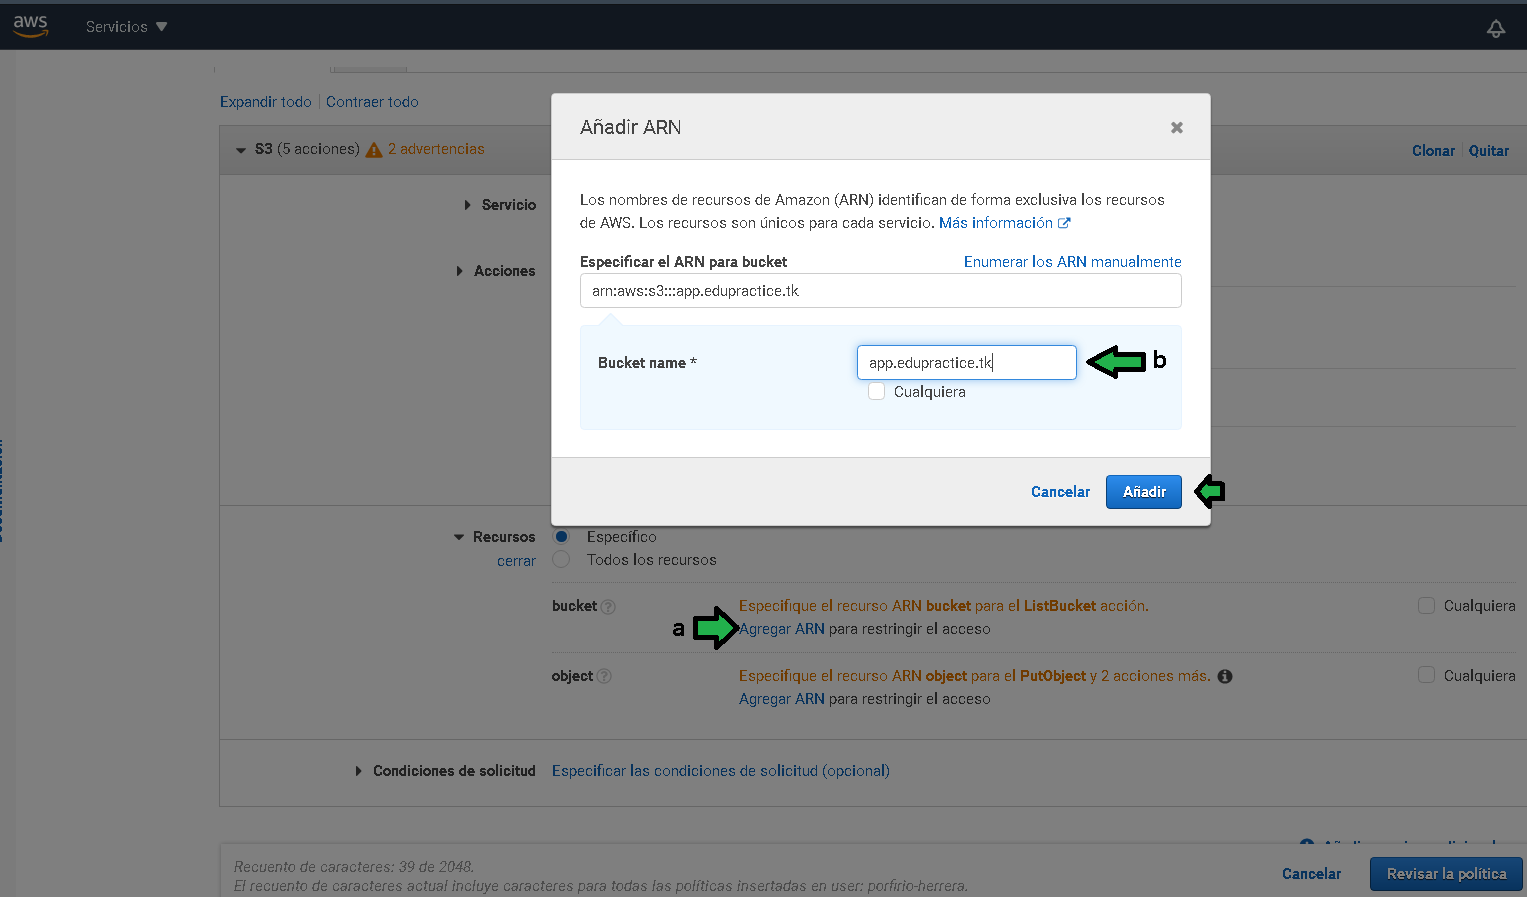 aws
Servicios
Expandir todo
Contraer todo
S3 (5 acciones)
2 advertencias
Clonar
Quitar
Servicio
Acciones
Añadir ARN
Los nombres de recursos de Amazon (ARN) identifican de forma exclusiva los recursos
de AWS. Los recursos son únicos para cada servicio. Más información
Especificar el ARN para bucket
Enumerar los ARN manualmente
arn:aws:s3:::app.edupractice.tk
Bucket name *
app.edupractice.tk
b
Cualquiera
Cancelar
Añadir
Recursos
cerrar
Específico
Todos los recursos
bucket
Especifique el recurso ARN bucket para el ListBucket acción.
Cualquiera
a
Agregar ARN para restringir el acceso
object
Especifique el recurso ARN object para el PutObject y 2 acciones más.
Cualquiera
Agregar ARN para restringir el acceso
Condiciones de solicitud
Especificar las condiciones de solicitud (opcional)
Recuento de caracteres: 39 de 2048.
El recuento de caracteres actual incluye caracteres para todas las políticas insertadas en user: porfirio-herrera.
Cancelar
Revisar la política